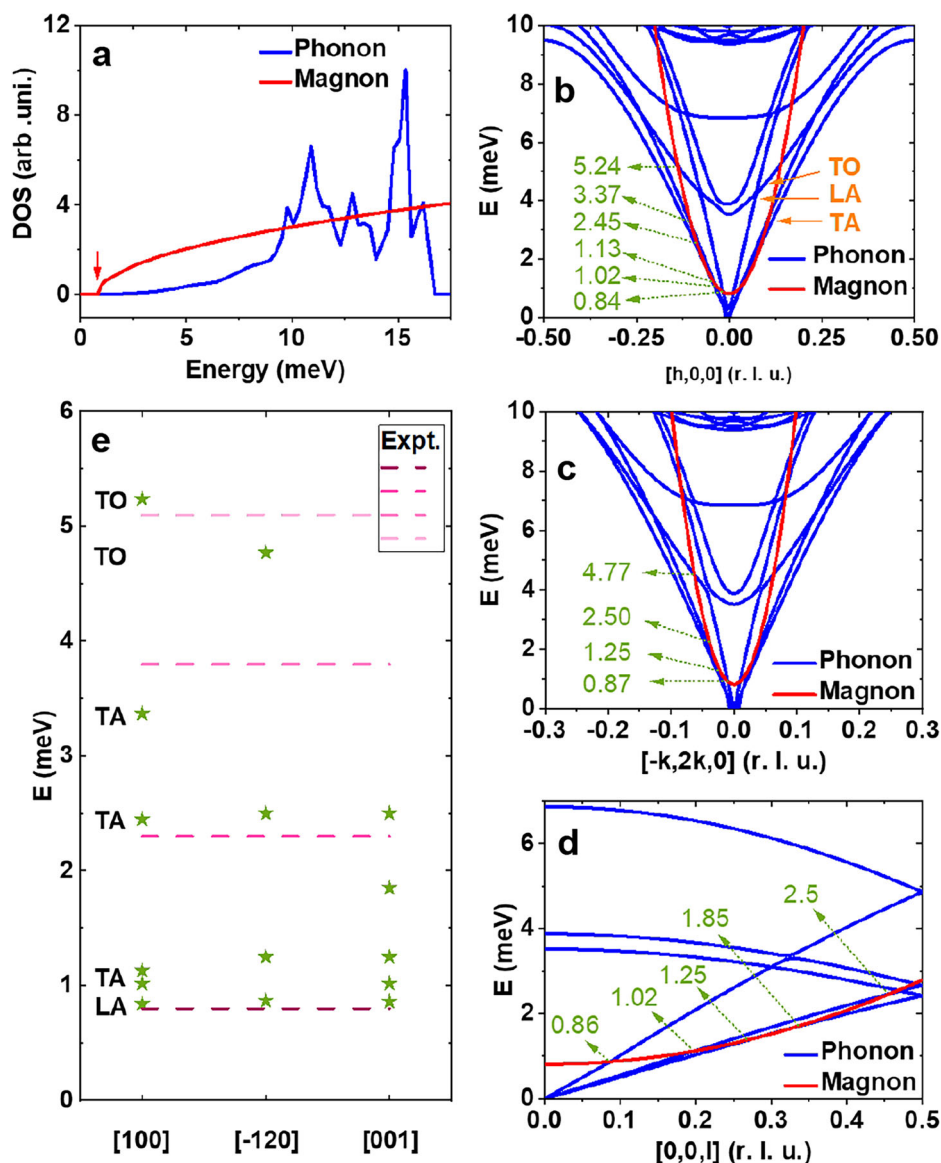 a
12
8
4
0
DOS (arb .uni.)
Phonon
Magnon
0 5 10 15
Energy (meV)
b
10
8
6
4
2
0
E (meV)
5.24
3.37
2.45
1.13
1.02
0.84
TO
LA
TA
Phonon
Magnon
-0.50 -0.25 0.00 0.25 0.50
[h,0,0] (r. l. u.)
c
10
8
6
4
2
0
E (meV)
4.77
2.50
1.25
0.87
Phonon
Magnon
-0.3 -0.2 -0.1 0.0 0.1 0.2 0.3
[-k,2k,0] (r. l. u.)
d
6
4
2
0
E (meV)
0.86
1.02
1.25
1.85
2.5
Phonon
Magnon
0.0 0.1 0.2 0.3 0.4 0.5
[0,0,l] (r. l. u.)
e
Expt.
6
5
4
3
2
1
0
E (meV)
TO
TO
TA
TA
TA
LA
[100] [-120] [001]